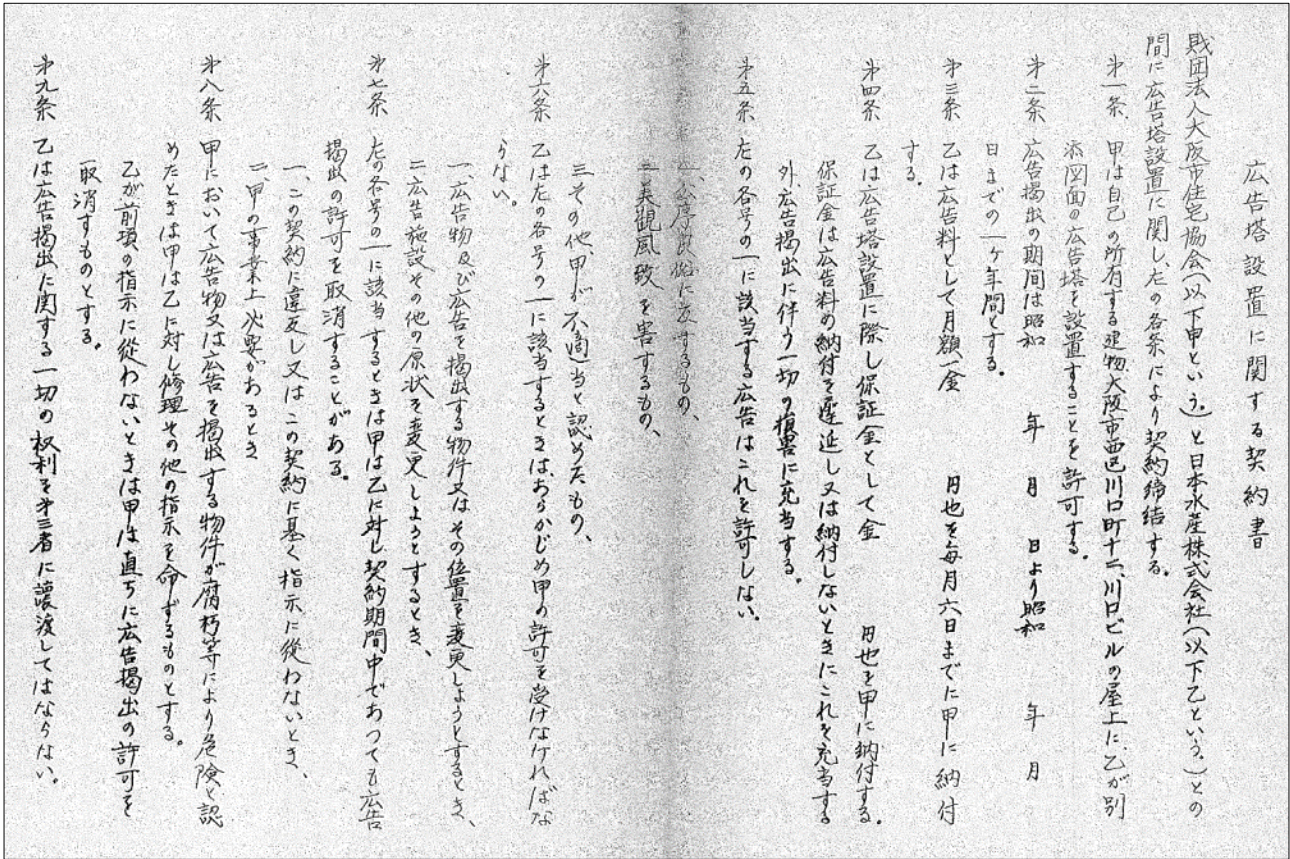 広告塔設置に関する契約書
財団法人大阪市住宅協会(以下甲という。)と日本水産株式会社(以下乙という。)との
間に広告塔設置に関し、左の各条により契約締結する。
第一条 甲は自己の所有する建物大阪市西区川口町十二、川口ビルの屋上に、乙が別
添図面の広告塔を設置することを許可する。
第二条 広告掲出の期間は昭和 年 月 日より昭和 年 月
日までの一ヶ年間とする。
第三条 乙は広告料として月額一金 円也を毎月六日までに甲に納付
する。
第四条 乙は広告塔設置に際し保証金として金 円也を甲に納付する。
保証金は広告料の納付を遅延し又は納付しないときにこれを充当する
外、広告掲出に伴う一切の損害に充当する。
第五条 左の各号の一に該当する広告はこれを許可しない。
一、公序良俗に反するもの、
二 美観風致を害するもの、
三 その他、甲が不適当と認めたもの、
第六条 乙は左の各号の一に該当するときは、あらかじめ甲の許可を受けなければな
らない。
一、広告物及び広告を掲出する物件又はその位置を変更しようとするとき、
二 広告施設その他の原状を変更しようとするとき、
第七条 左の各号の一に該当するときは甲は乙に対し契約期間中であつても広告
掲出の許可を取消することがある。
一、この契約に違反し又はこの契約に基く指示に従わないとき、
二、甲の事業上必要があるとき
第八条 甲において広告物又は広告を掲出する物件が腐朽等により危険と認
めたときは甲は乙に対し修理その他の指示を命ずるものとする。
乙が前項の指示に従わないときは甲は直ちに広告掲出の許可を
取消すものとする。
第九条 乙は広告掲出に関する一切の权利を第三者に譲渡してはならない。